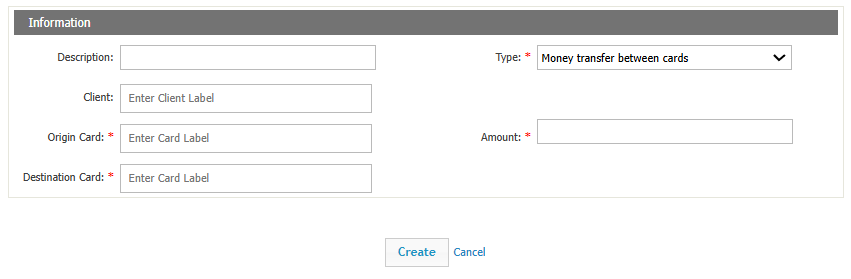 Information
Description:
Type: * Money transfer between cards
Client: Enter Client Label
Origin Card: * Enter Card Label
Amount: *
Destination Card: * Enter Card Label
Create Cancel